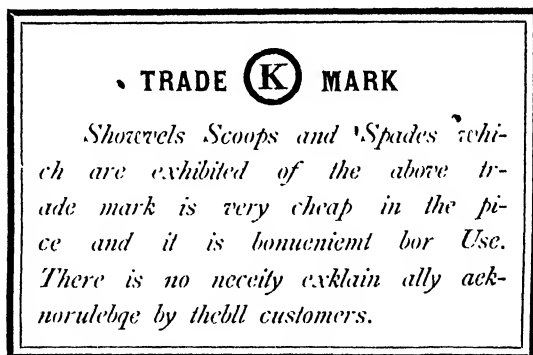 TRADE K MARK
Showvels Scoops and Spades whi-
ch are exhibited of the above tr-
ade mark is very cheap in the pi-
ce and it is bonueniemt bor Use.
There is no neceity exklain ally ack-
norulebqe by thebll customers.